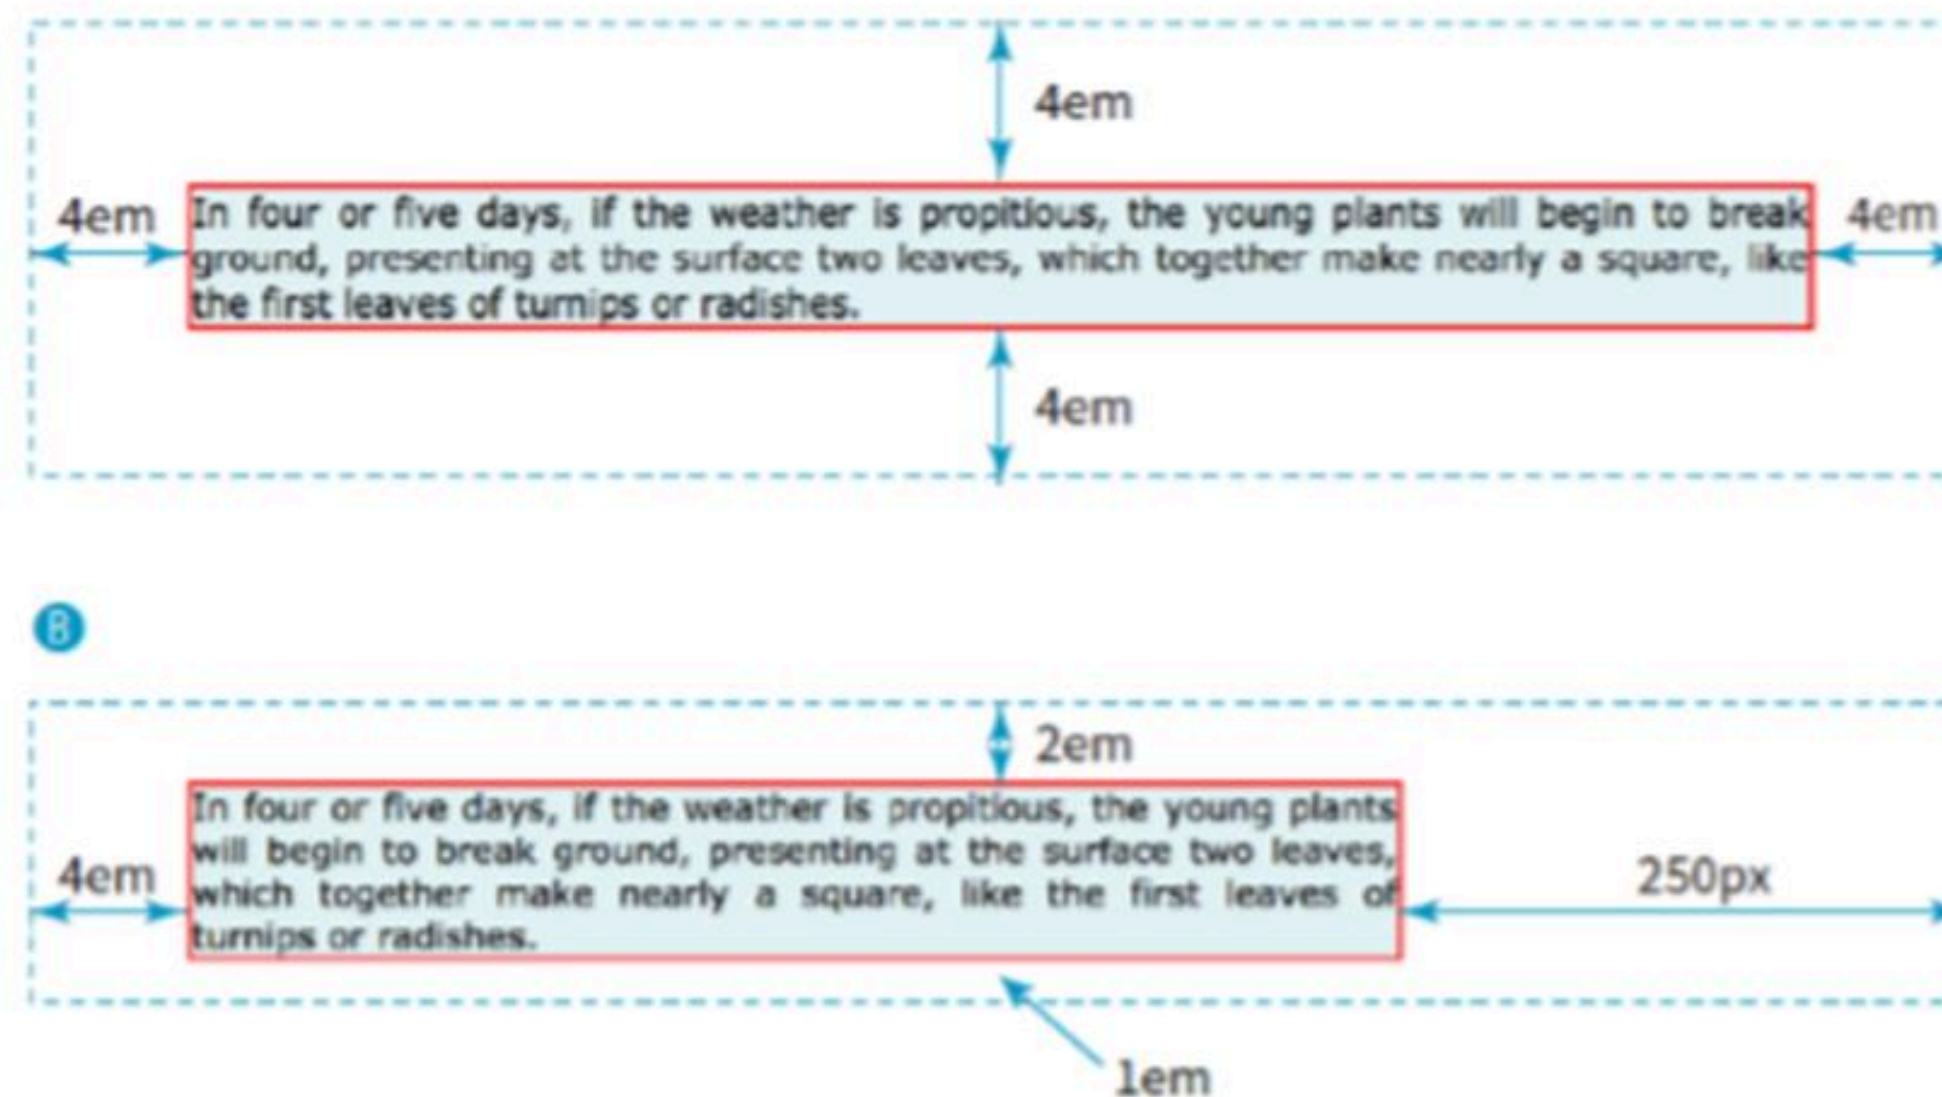 4em
4em
In four or five days, if the weather is propitious, the young plants will begin to break
4em
ground, presenting at the surface two leaves, which together make nearly a square, like
the first leaves of turnips or radishes.
4em
B
2em
In four or five days, if the weather is propitious, the young plants
will begin to break ground, presenting at the surface two leaves,
4em
250px
which together make nearly a square, like the first leaves of
turnips or radishes.
1em